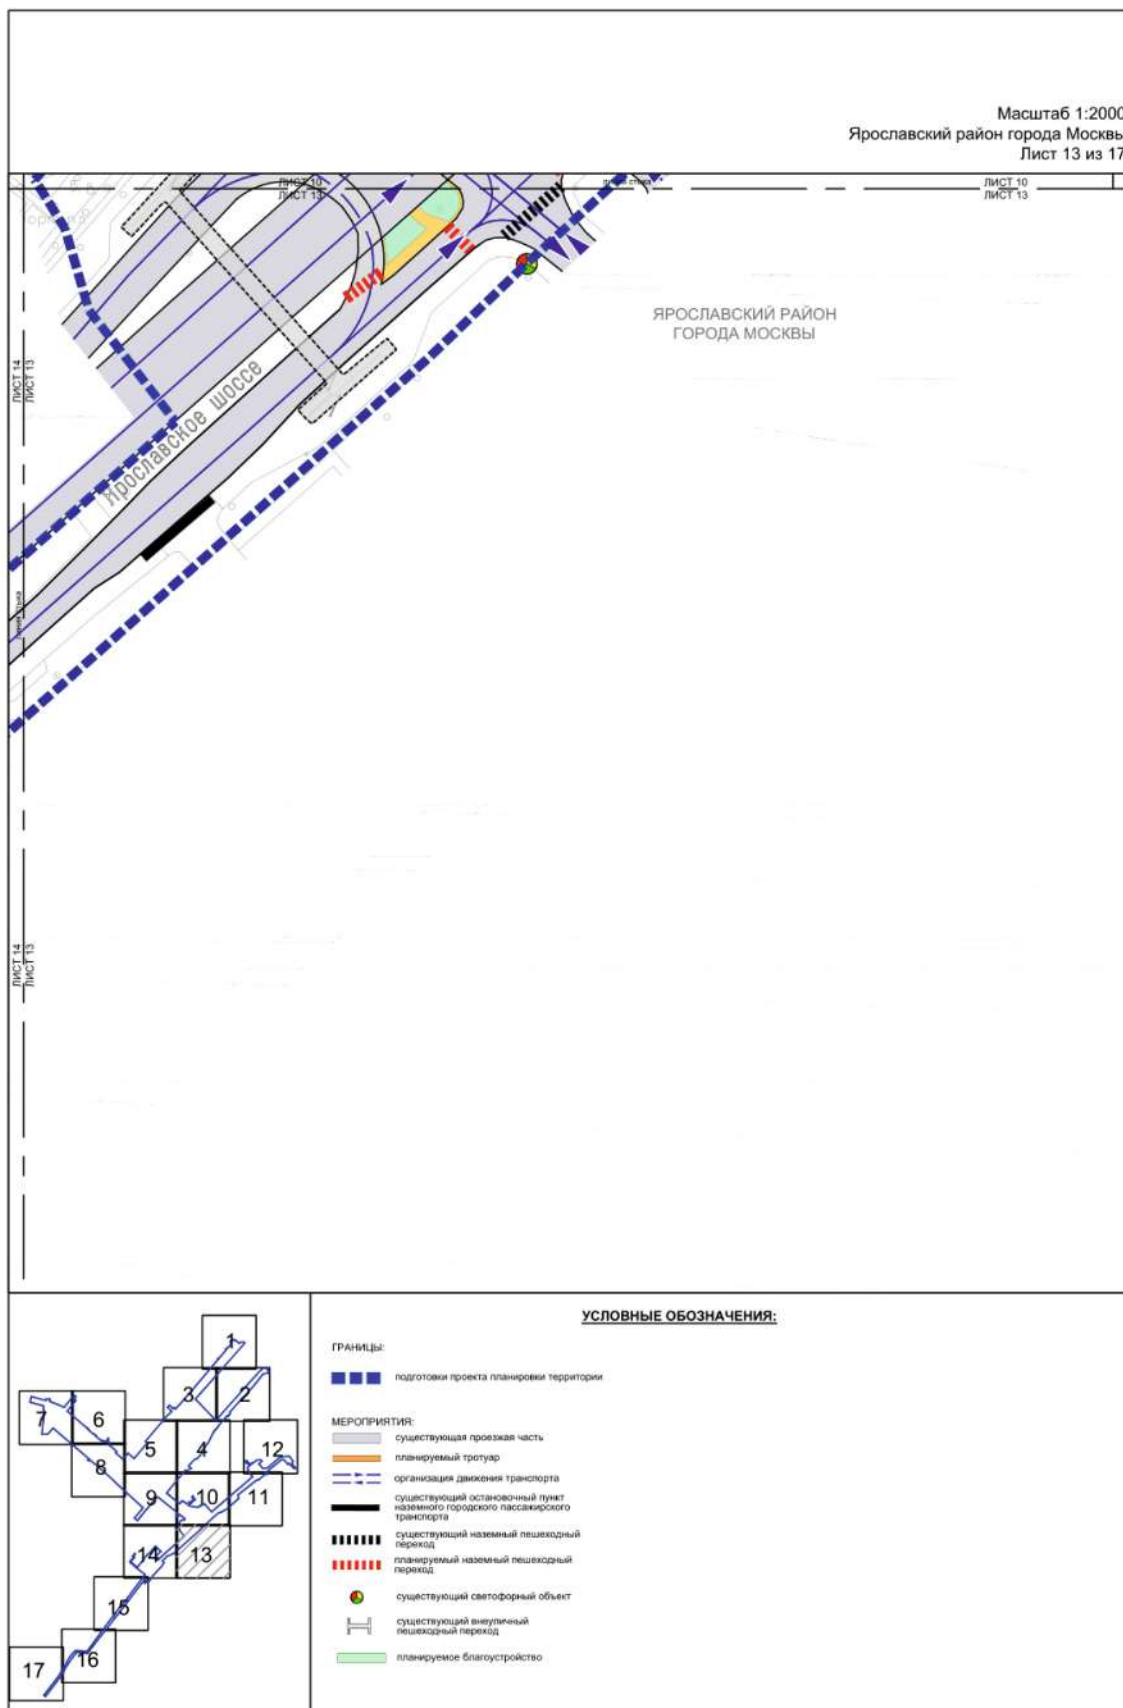 Масштаб 1:2000
Ярославский район города Москвы
Лист 13 из 17
ЛИСТ 10
ЛИСТ 13
ЛИСТ 10
ЛИСТ 13
ЯРОСЛАВСКИЙ РАЙОН
ГОРОДА МОСКВЫ
ЛИСТ 14
ЛИСТ 13
Ярославское шоссе
Линия стыка
ЛИСТ 14
ЛИСТ 13
1
3
2
7
6
5
4
12
8
9
10
11
14
13
15
16
17
УСЛОВНЫЕ ОБОЗНАЧЕНИЯ:
ГРАНИЦЫ:
подготовки проекта планировки территории
МЕРОПРИЯТИЯ:
существующая проезжая часть
планируемый тротуар
организация движения транспорта
существующий остановочный пункт
наземного городского пассажирского
транспорта
существующий наземный пешеходный
переход
планируемый наземный пешеходный
переход
существующий светофорный объект
существующий внеуличный
пешеходный переход
планируемое благоустройство